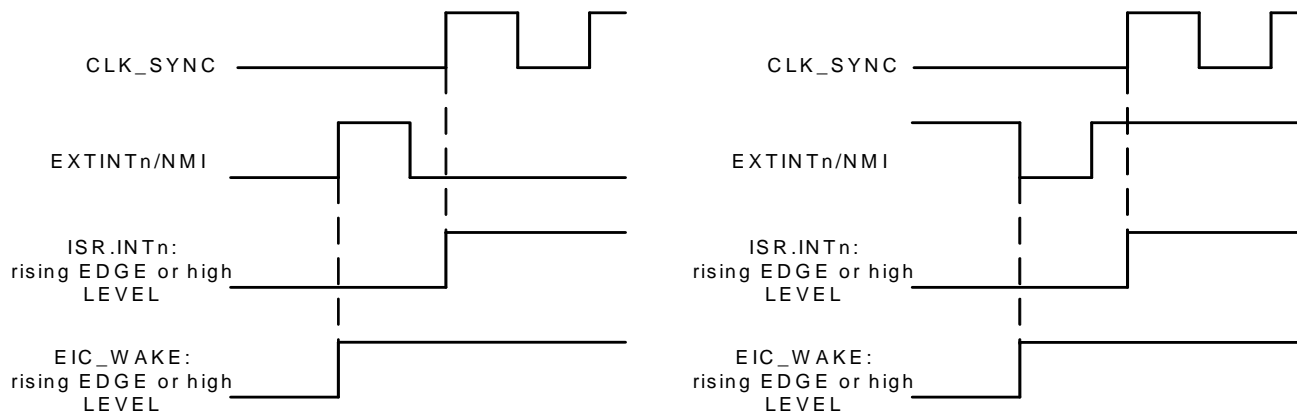 CLK_SYNC
EXTINTn/NMI
ISR.INTn:
rising EDGE or high
LEVEL
EIC_WAKE:
rising EDGE or high
LEVEL
CLK_SYNC
EXTINTn/NMI
ISR.INTn:
rising EDGE or high
LEVEL
EIC_WAKE:
rising EDGE or high
LEVEL